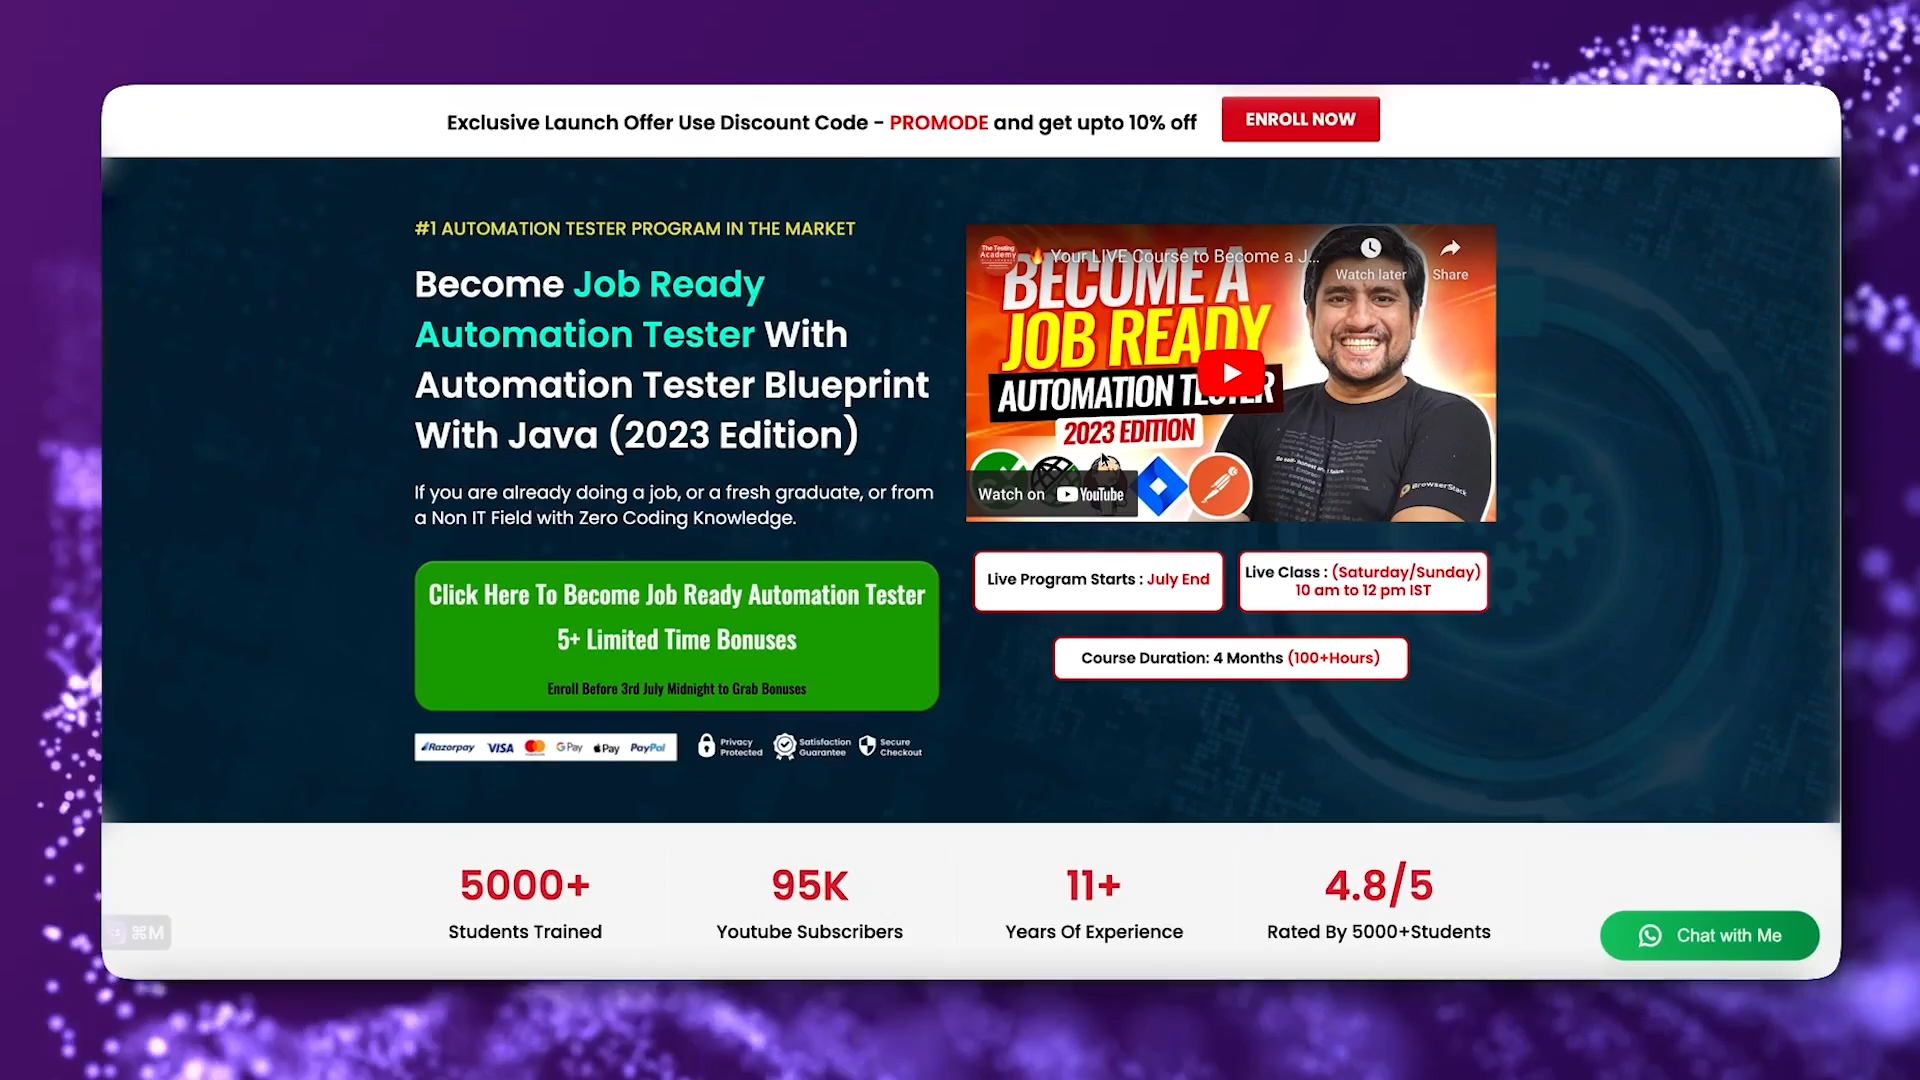 Exclusive Launch Offer Use Discount Code - PROMODE and get upto 10% off
ENROLL NOW
#1 AUTOMATION TESTER PROGRAM IN THE MARKET
Become Job Ready
Automation Tester With
Automation Tester Blueprint
With Java (2023 Edition)
If you are already doing a job, or a fresh graduate, or from
a Non IT Field with Zero Coding Knowledge.
Click Here To Become Job Ready Automation Tester
5+ Limited Time Bonuses
Enroll Before 3rd July Midnight to Grab Bonuses
Razorpay VISA G Pay Pay PayPal
Privacy
Protected
Satisfaction
Guarantee
Secure
Checkout
The Testing
Academy
Your LIVE Course to Become a J...
Watch later
Share
BECOME A
JOB READY
AUTOMATION TESTER
2023 EDITION
BrowserStack
Watch on YouTube
Live Program Starts : July End
Live Class : (Saturday/Sunday)
10 am to 12 pm IST
Course Duration: 4 Months (100+Hours)
5000+
Students Trained
95K
Youtube Subscribers
11+
Years Of Experience
4.8/5
Rated By 5000+Students
⌘M
Chat with Me